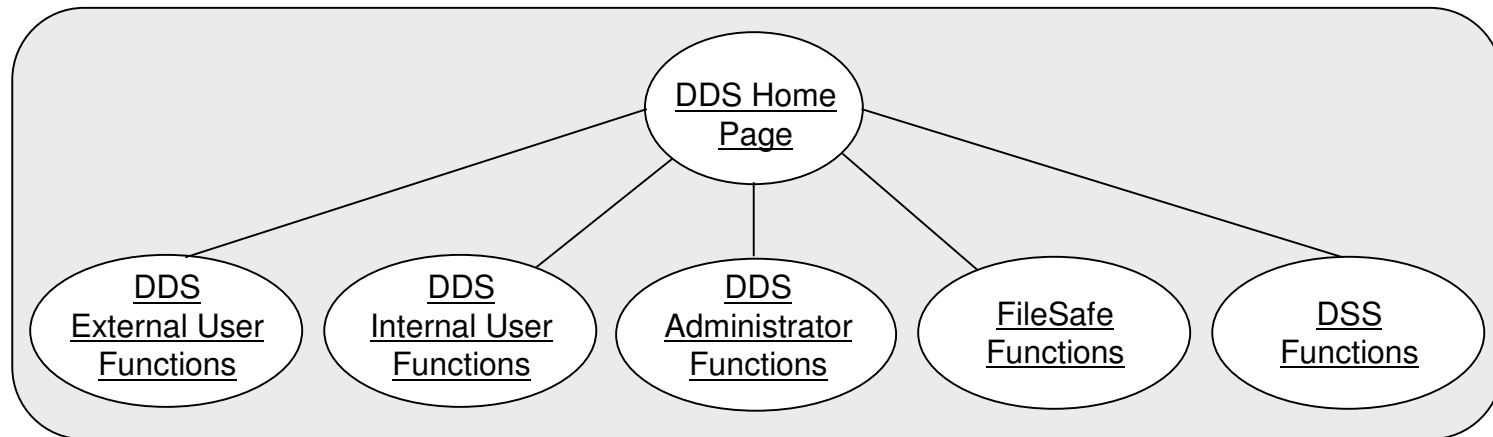 DDS Home
Page
DDS
External User
Functions
DDS
Internal User
Functions
DDS
Administrator
Functions
FileSafe
Functions
DSS
Functions